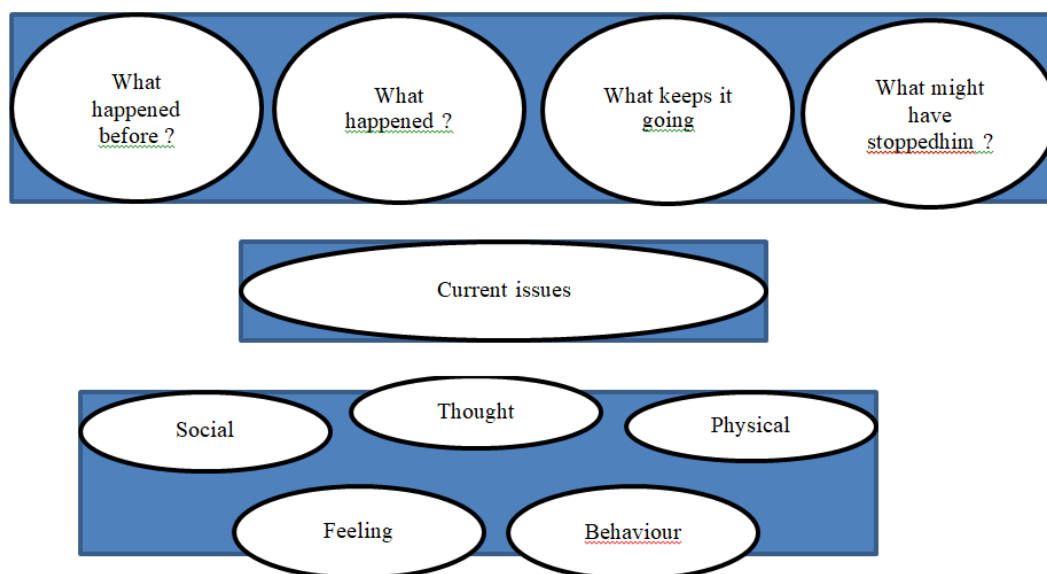 What
happened
before ?
What
happened ?
What keeps it
going
What might
have
stoppedhim ?
Current issues
Social
Thought
Physical
Feeling
Behaviour